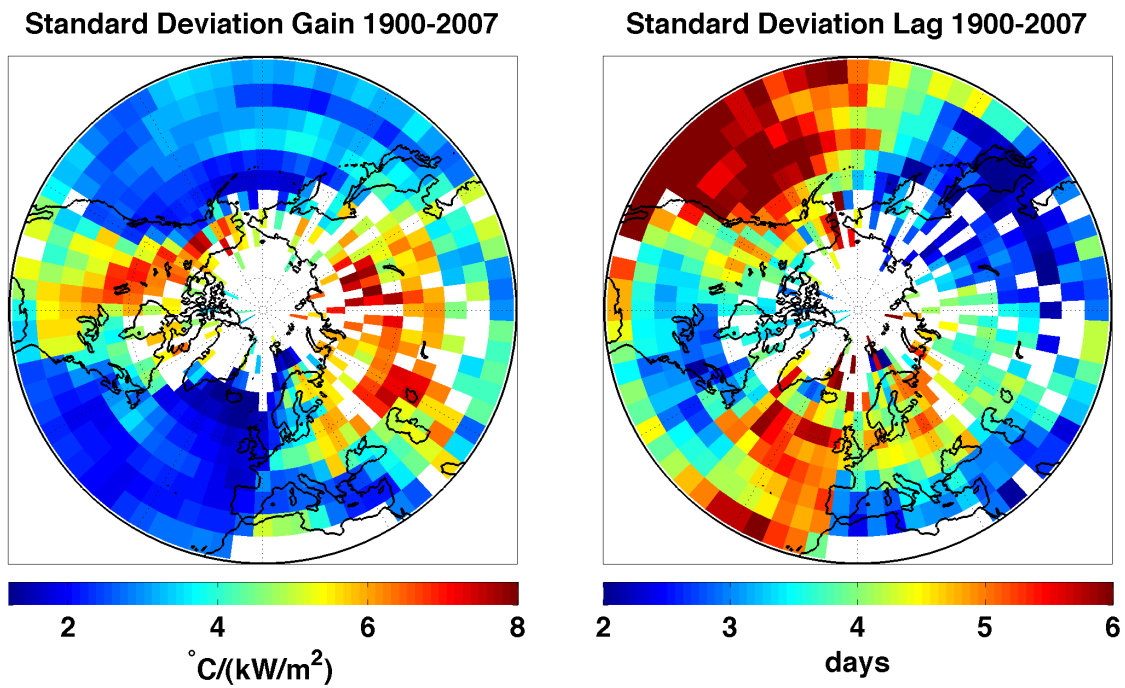 Standard Deviation Gain 1900-2007
Standard Deviation Lag 1900-2007
2 4 6 8
°C/(kW/m²)
2 3 4 5 6
days